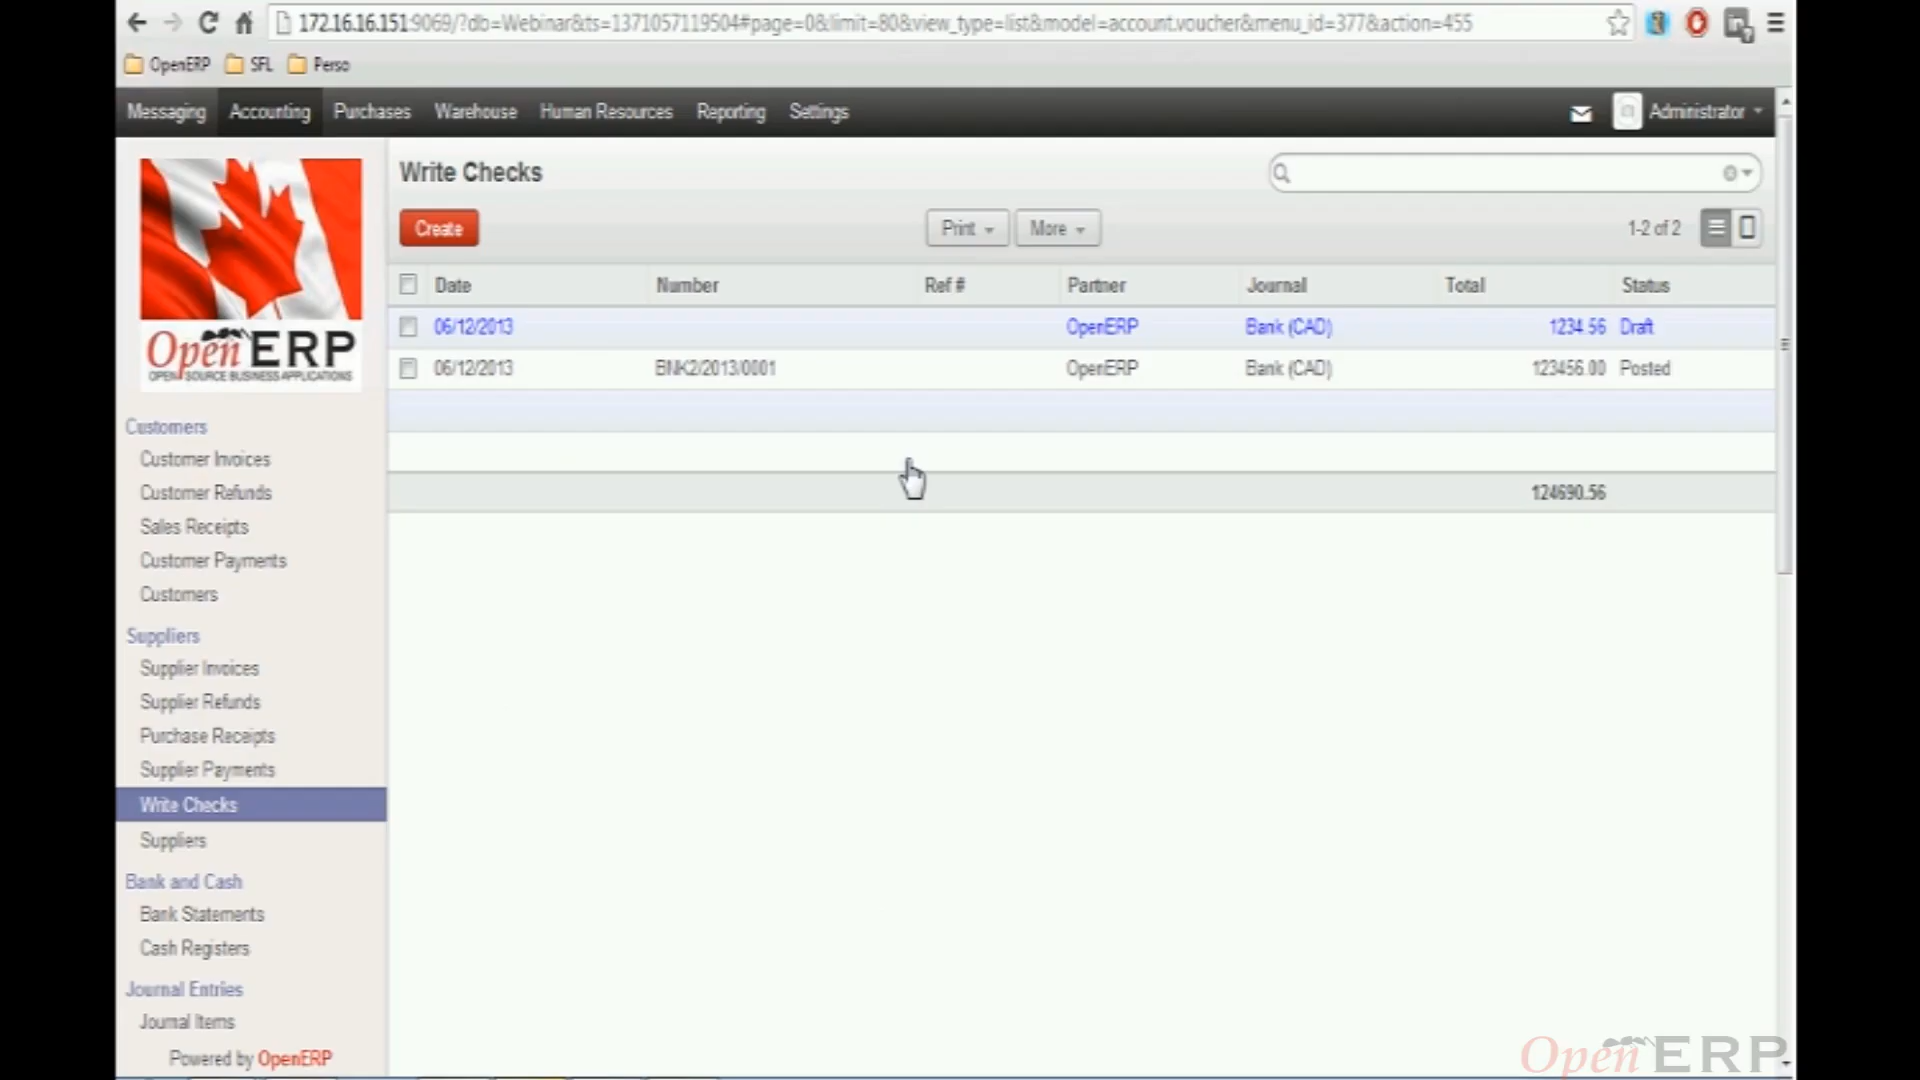 172.16.16.151:9069/?db=Webinar&ts=1371057119504#page=0&limit=80&view_type=list&model=account.voucher&menu_id=377&action=455
OpenERP SFL Perso
Messaging Accounting Purchases Warehouse Human Resources Reporting Settings Administrator
Write Checks
Create Print More 1-2 of 2
Date Number Ref # Partner Journal Total Status
06/12/2013 OpenERP Bank (CAD) 1234.56 Draft
06/12/2013 BNK2/2013/0001 OpenERP Bank (CAD) 123456.00 Posted
124690.56
OpenERP
OPEN SOURCE BUSINESS APPLICATIONS
Customers
Customer Invoices
Customer Refunds
Sales Receipts
Customer Payments
Customers
Suppliers
Supplier Invoices
Supplier Refunds
Purchase Receipts
Supplier Payments
Write Checks
Suppliers
Bank and Cash
Bank Statements
Cash Registers
Journal Entries
Journal Items
Powered by OpenERP
OpenERP